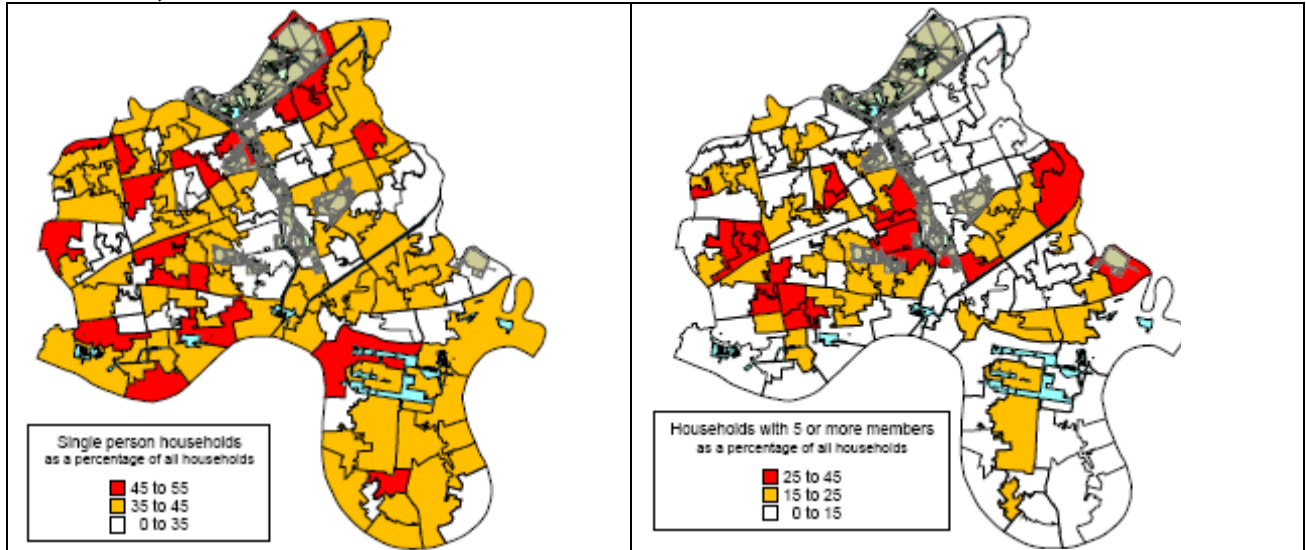 Single person households
as a percentage of all households
45 to 55
35 to 45
0 to 35
Households with 5 or more members
as a percentage of all households
25 to 45
15 to 25
0 to 15